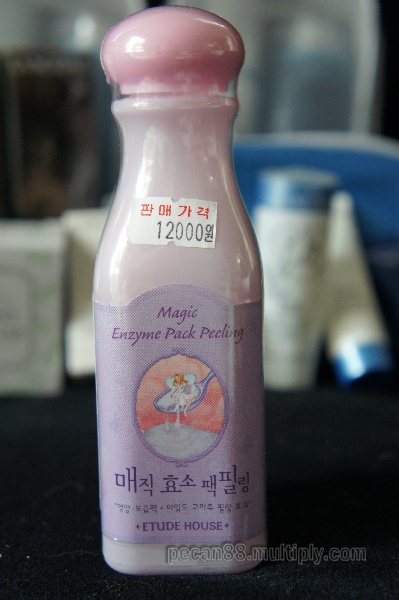 판매가격
12000원
Magic
Enzyme Pack Peeling
매직 효소 팩 필링
ETUDE HOUSE
pecan88.multiply.com